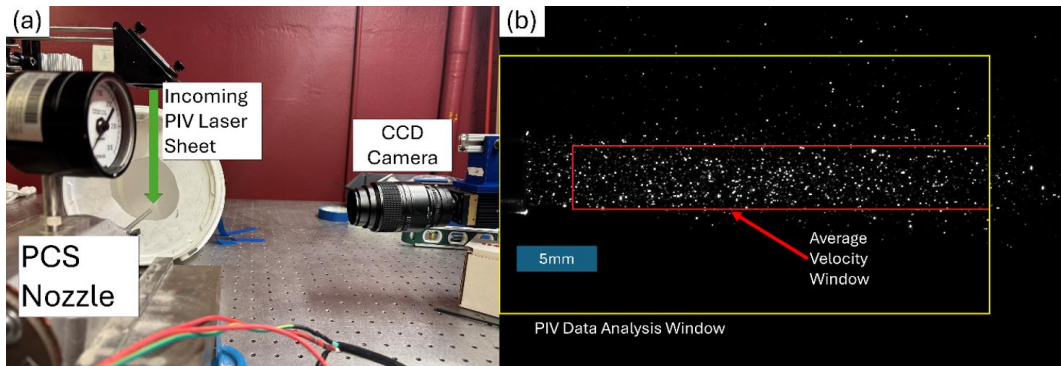 (a)
Incoming
PIV Laser
Sheet
CCD
Camera
PCS
Nozzle
(b)
5mm
Average
Velocity
Window
PIV Data Analysis Window